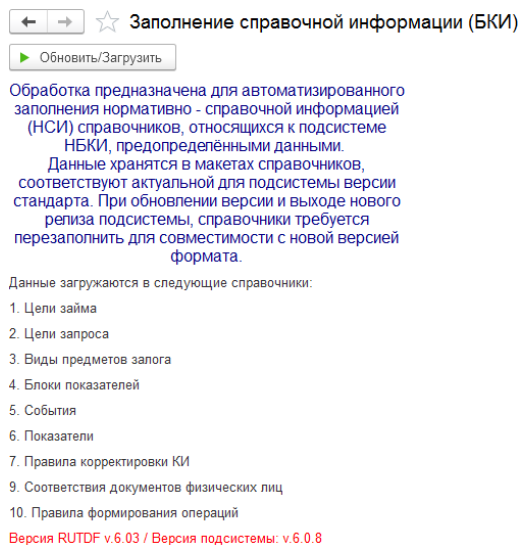 Заполнение справочной информации (БКИ)
Обновить/Загрузить
Обработка предназначена для автоматизированного
заполнения нормативно - справочной информацией
(НСИ) справочников, относящихся к подсистеме
НБКИ, предопределёнными данными.
Данные хранятся в макетах справочников,
соответствуют актуальной для подсистемы версии
стандарта. При обновлении версии и выходе нового
релиза подсистемы, справочники требуется
перезаполнить для совместимости с новой версией
формата.
Данные загружаются в следующие справочники:
1. Цели займа
2. Цели запроса
3. Виды предметов залога
4. Блоки показателей
5. События
6. Показатели
7. Правила корректировки КИ
9. Соответствия документов физических лиц
10. Правила формирования операций
Версия RUTDF v.6.03 / Версия подсистемы: v.6.0.8